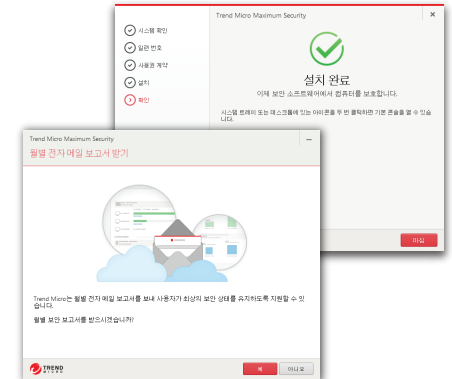 Trend Micro Maximum Security
시스템 확인
일련 번호
사용권 계약
설치
확인
설치 완료
이제 보안 소프트웨어에서 컴퓨터를 보호합니다.
시스템 트레이 또는 데스크톱에 있는 아이콘을 두 번 클릭하면 기본 콘솔을 열 수 있습
니다.
마침
Trend Micro Maximum Security
월별 전자 메일 보고서 받기
Trend Micro는 월별 전자 메일 보고서를 보내 사용자가 최상의 보안 상태를 유지하도록 지원할 수 있
습니다.
월별 보안 보고서를 받으시겠습니까?
TREND
MICRO
예
아니요